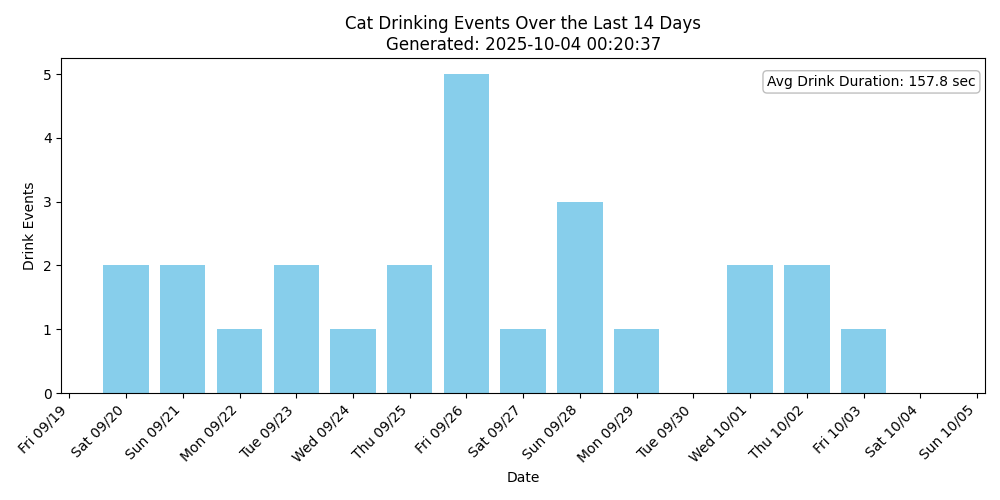 Cat Drinking Events Over the Last 14 Days
Generated: 2025-10-04 00:20:37
Avg Drink Duration: 157.8 sec
Drink Events
5
4
3
2
1
0
Fri 09/19
Sat 09/20
Sun 09/21
Mon 09/22
Tue 09/23
Wed 09/24
Thu 09/25
Fri 09/26
Sat 09/27
Sun 09/28
Mon 09/29
Tue 09/30
Wed 10/01
Thu 10/02
Fri 10/03
Sat 10/04
Sun 10/05
Date